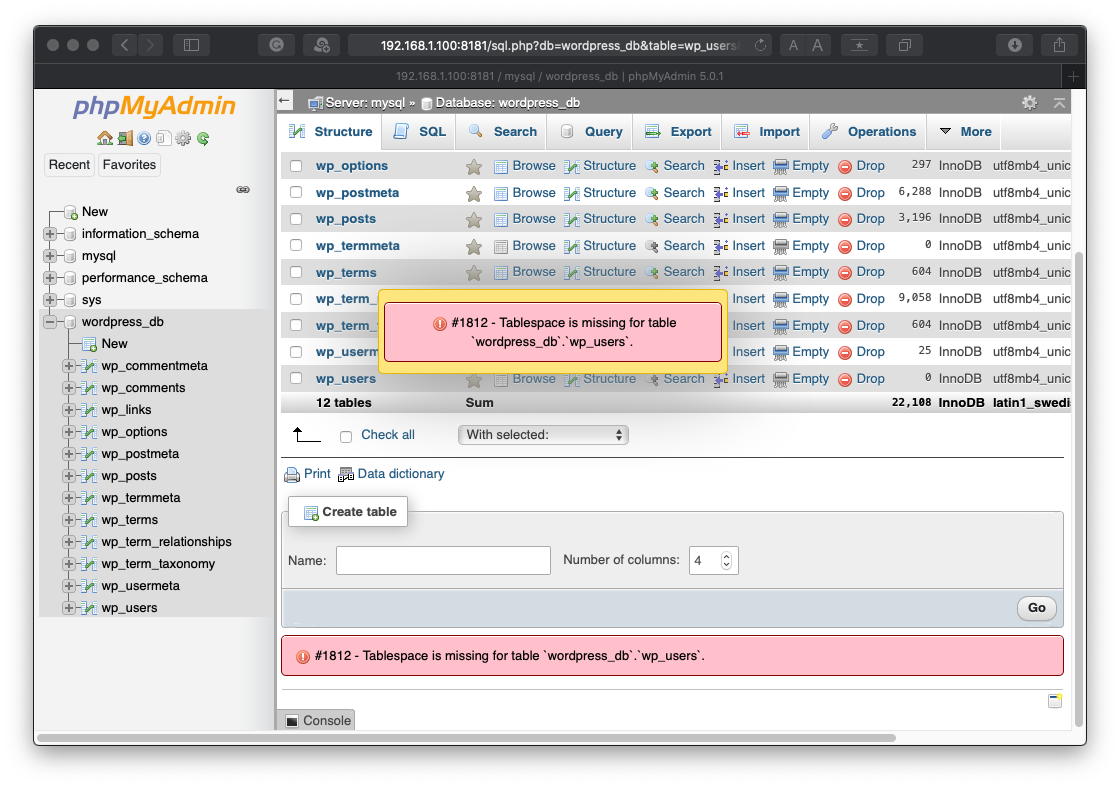 192.168.1.100:8181/sql.php?db=wordpress_db&table=wp_users
A A
192.168.1.100:8181 / mysql / wordpress_db | phpMyAdmin 5.0.1
phpMyAdmin
Recent Favorites
New
information_schema
mysql
performance_schema
sys
wordpress_db
New
wp_commentmeta
wp_comments
wp_links
wp_options
wp_postmeta
wp_posts
wp_termmeta
wp_terms
wp_term_relationships
wp_term_taxonomy
wp_usermeta
wp_users
Server: mysql » Database: wordpress_db
Structure SQL Search Query Export Import Operations More
wp_options Browse Structure Search Insert Empty Drop 297 InnoDB utf8mb4_unic
wp_postmeta Browse Structure Search Insert Empty Drop 6,288 InnoDB utf8mb4_unic
wp_posts Browse Structure Search Insert Empty Drop 3,196 InnoDB utf8mb4_unic
wp_termmeta Browse Structure Search Insert Empty Drop 0 InnoDB utf8mb4_unic
wp_terms Browse Structure Search Insert Empty Drop 604 InnoDB utf8mb4_unic
wp_term_ Insert Empty Drop 9,058 InnoDB utf8mb4_unic
wp_term_ Insert Empty Drop 604 InnoDB utf8mb4_unic
wp_userm Insert Empty Drop 25 InnoDB utf8mb4_unic
wp_users Browse Structure Search Insert Empty Drop 0 InnoDB utf8mb4_unic
#1812 - Tablespace is missing for table
`wordpress_db`.`wp_users`.
12 tables Sum 22,108 InnoDB latin1_swedis
Check all With selected:
Print Data dictionary
Create table
Name: Number of columns: 4
Go
#1812 - Tablespace is missing for table `wordpress_db`.`wp_users`.
Console